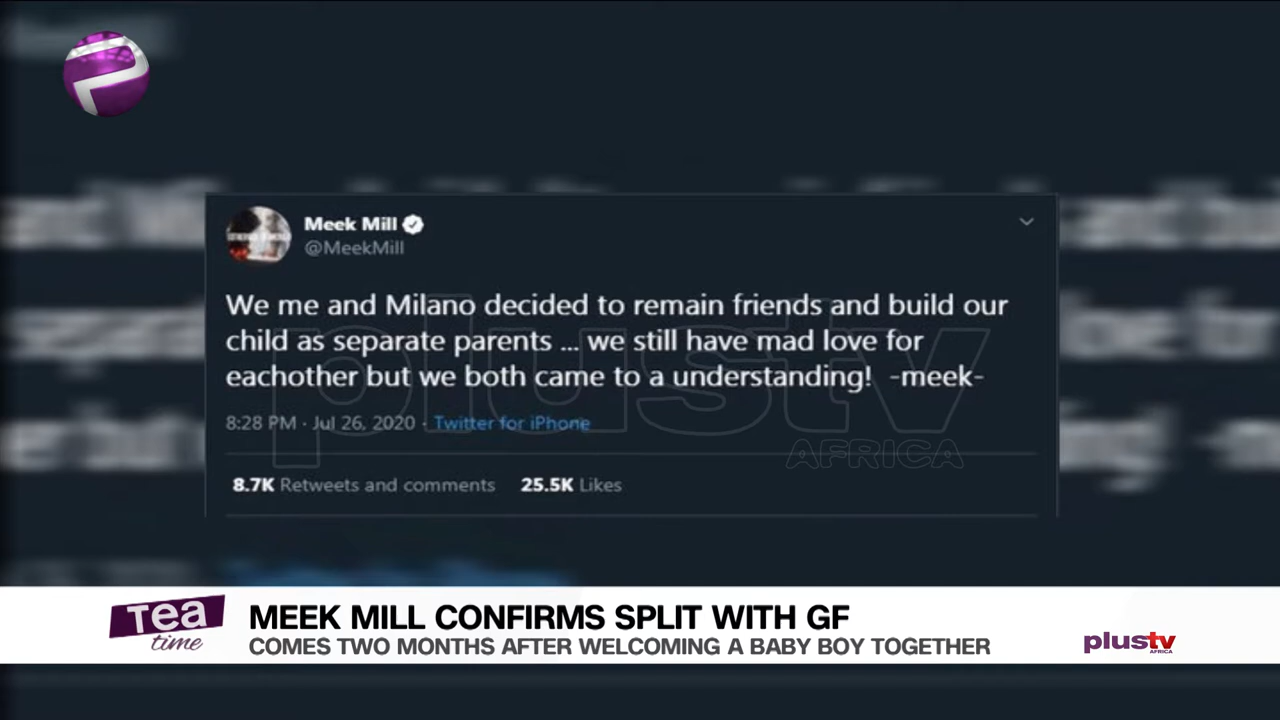 Meek Mill
@MeekMill
We me and Milano decided to remain friends and build our
child as separate parents ... we still have mad love for
eachother but we both came to a understanding! -meek-
8:28 PM · Jul 26, 2020 · Twitter for iPhone
8.7K Retweets and comments 25.5K Likes
plustv
AFRICA
Tea
time
MEEK MILL CONFIRMS SPLIT WITH GF
COMES TWO MONTHS AFTER WELCOMING A BABY BOY TOGETHER
plustv
AFRICA